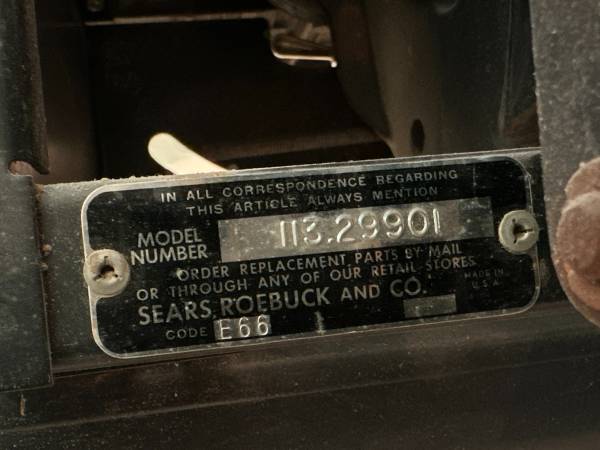 IN ALL CORRESPONDENCE REGARDING
THIS ARTICLE ALWAYS MENTION
MODEL NUMBER 113.29901
ORDER REPLACEMENT PARTS BY MAIL
OR THROUGH ANY OF OUR RETAIL STORES
SEARS, ROEBUCK AND CO.
MADE IN
U.S.A.
CODE E66